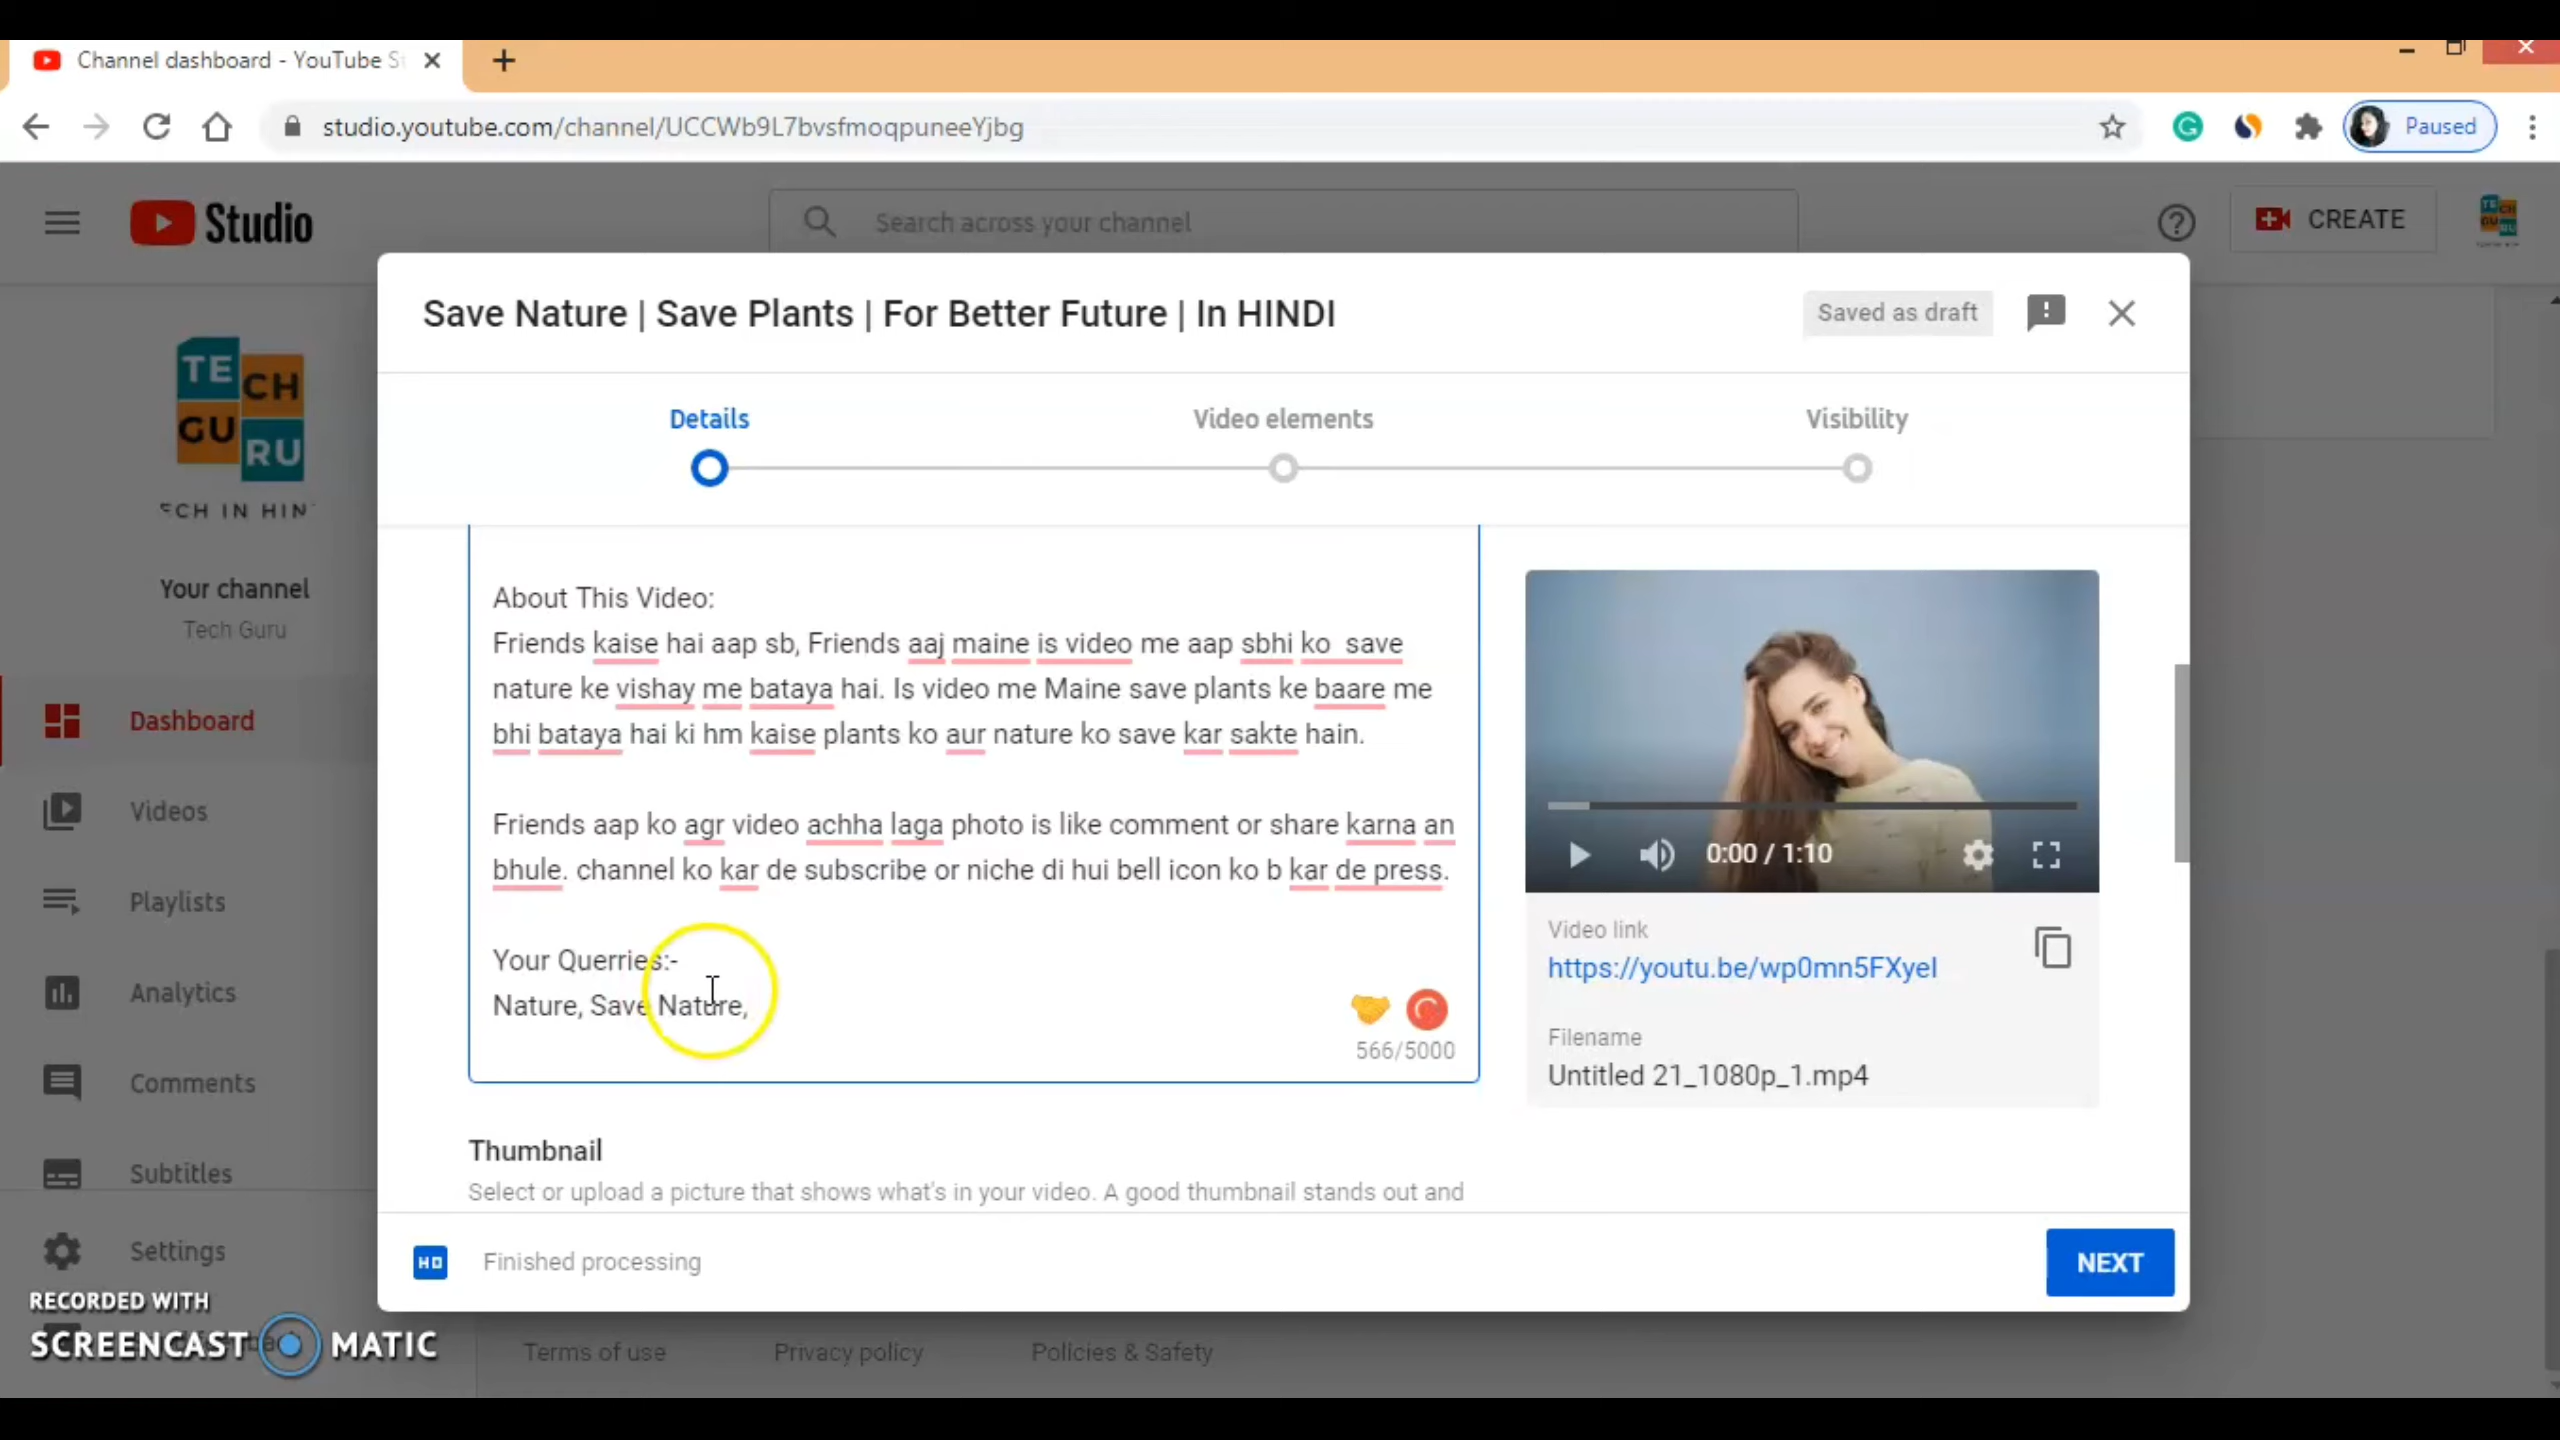 Channel dashboard - YouTube S
studio.youtube.com/channel/UCCWb9L7bvsfmoqpuneeYjbg
Paused
Studio
Search across your channel
CREATE
TECH
GURU
ECH IN HIN
Your channel
Tech Guru
Dashboard
Videos
Playlists
Analytics
Comments
Subtitles
Settings
Save Nature | Save Plants | For Better Future | In HINDI
Saved as draft
Details
Video elements
Visibility
About This Video:
Friends kaise hai aap sb, Friends aaj maine is video me aap sbhi ko  save
nature ke vishay me bataya hai. Is video me Maine save plants ke baare me
bhi bataya hai ki hm kaise plants ko aur nature ko save kar sakte hain.
Friends aap ko agr video achha laga photo is like comment or share karna an
bhule. channel ko kar de subscribe or niche di hui bell icon ko b kar de press.
Your Querries:-
Nature, Save Nature,
566/5000
0:00 / 1:10
Video link
https://youtu.be/wp0mn5FXyeI
Filename
Untitled 21_1080p_1.mp4
Thumbnail
Select or upload a picture that shows what's in your video. A good thumbnail stands out and
HD
Finished processing
NEXT
RECORDED WITH
SCREENCAST MATIC
Terms of use
Privacy policy
Policies & Safety